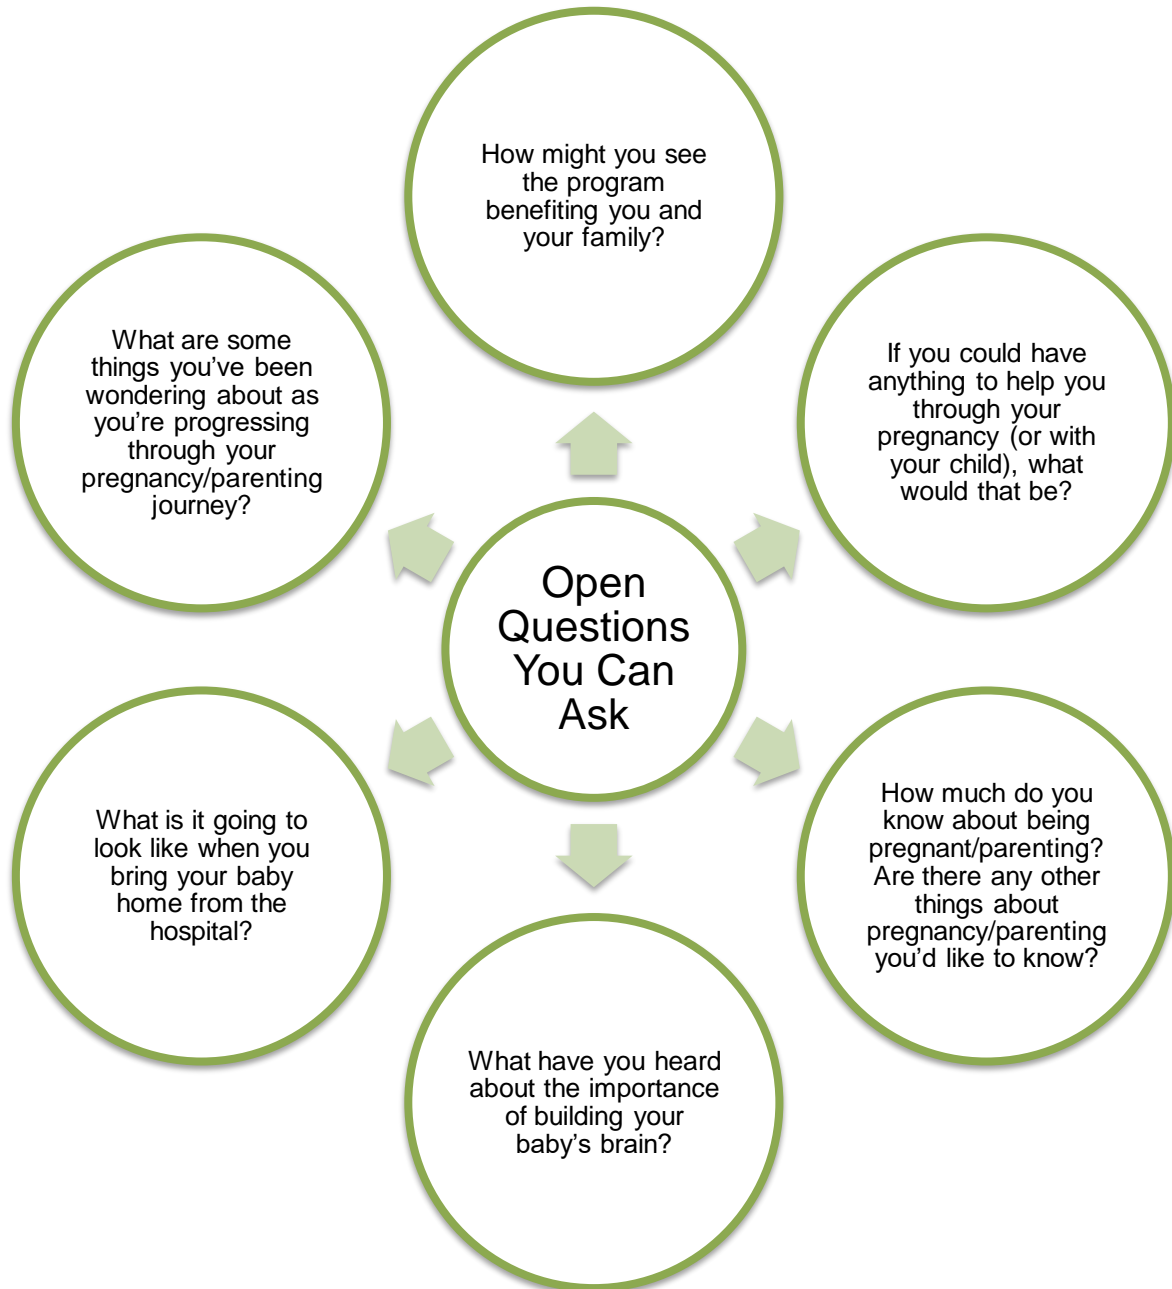 How might you see
the program
benefiting you and
your family?
What are some
things you’ve been
wondering about as
you’re progressing
through your
pregnancy/parenting
journey?
If you could have
anything to help you
through your
pregnancy (or with
your child), what
would that be?
Open
Questions
You Can
Ask
What is it going to
look like when you
bring your baby
home from the
hospital?
How much do you
know about being
pregnant/parenting?
Are there any other
things about
pregnancy/parenting
you’d like to know?
What have you heard
about the importance
of building your
baby’s brain?